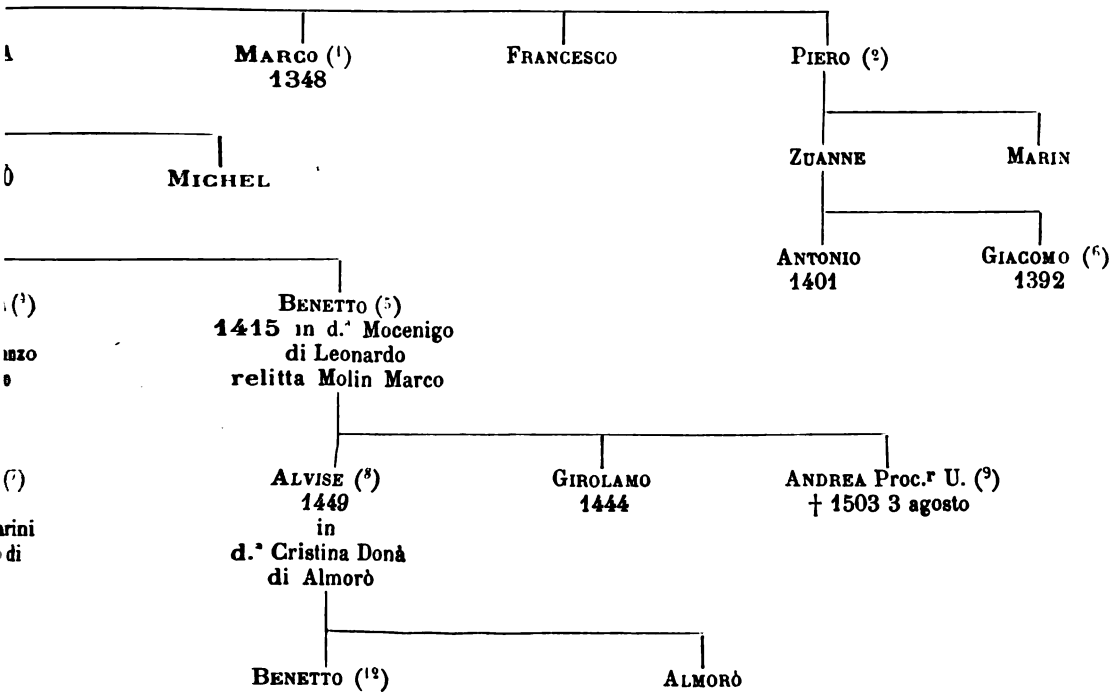 MARCO (1) FRANCESCO PIERO (2)
1348
ZUANNE MARIN
MICHEL
ANTONIO GIACOMO (6)
1401 1392
BENETTO (5)
1415 in d.ª Mocenigo
di Leonardo
relitta Molin Marco
ALVISE (8) GIROLAMO ANDREA Proc.r U. (9)
1449 1444 † 1503 3 agosto
in
d.ª Cristina Donà
di Almorò
BENETTO (12) ALMORÒ